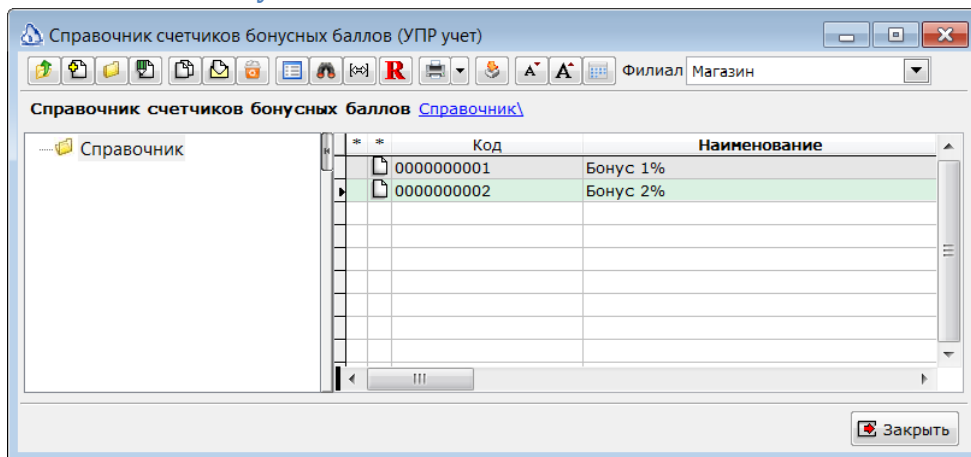 Справочник счетчиков бонусных баллов (УПР учет)
R A A Филиал Магазин
Справочник счетчиков бонусных баллов Справочник\
Справочник
* * Код Наименование
0000000001 Бонус 1%
0000000002 Бонус 2%
Закрыть